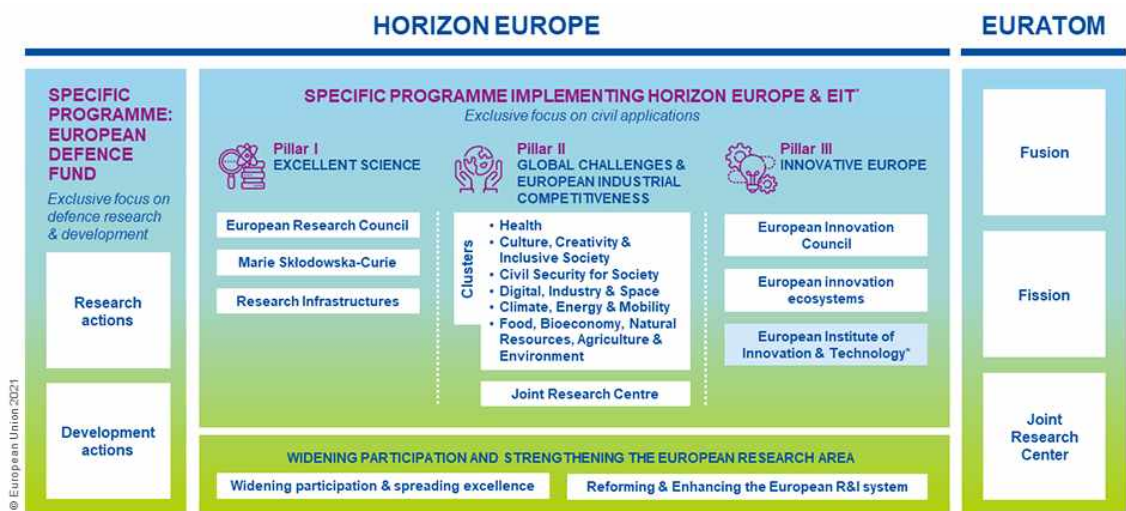 HORIZON EUROPE
EURATOM
SPECIFIC
PROGRAMME:
EUROPEAN
DEFENCE
FUND
Exclusive focus on
defence research
& development
Research
actions
Development
actions
SPECIFIC PROGRAMME IMPLEMENTING HORIZON EUROPE & EIT*
Exclusive focus on civil applications
Pillar I
EXCELLENT SCIENCE
European Research Council
Marie Skłodowska-Curie
Research Infrastructures
Pillar II
GLOBAL CHALLENGES &
EUROPEAN INDUSTRIAL
COMPETITIVENESS
Clusters
• Health
• Culture, Creativity &
Inclusive Society
• Civil Security for Society
• Digital, Industry & Space
• Climate, Energy & Mobility
• Food, Bioeconomy, Natural
Resources, Agriculture &
Environment
Joint Research Centre
Pillar III
INNOVATIVE EUROPE
European Innovation
Council
European innovation
ecosystems
European Institute of
Innovation & Technology*
WIDENING PARTICIPATION AND STRENGTHENING THE EUROPEAN RESEARCH AREA
Widening participation & spreading excellence
Reforming & Enhancing the European R&I system
Fusion
Fission
Joint
Research
Center
© European Union 2021